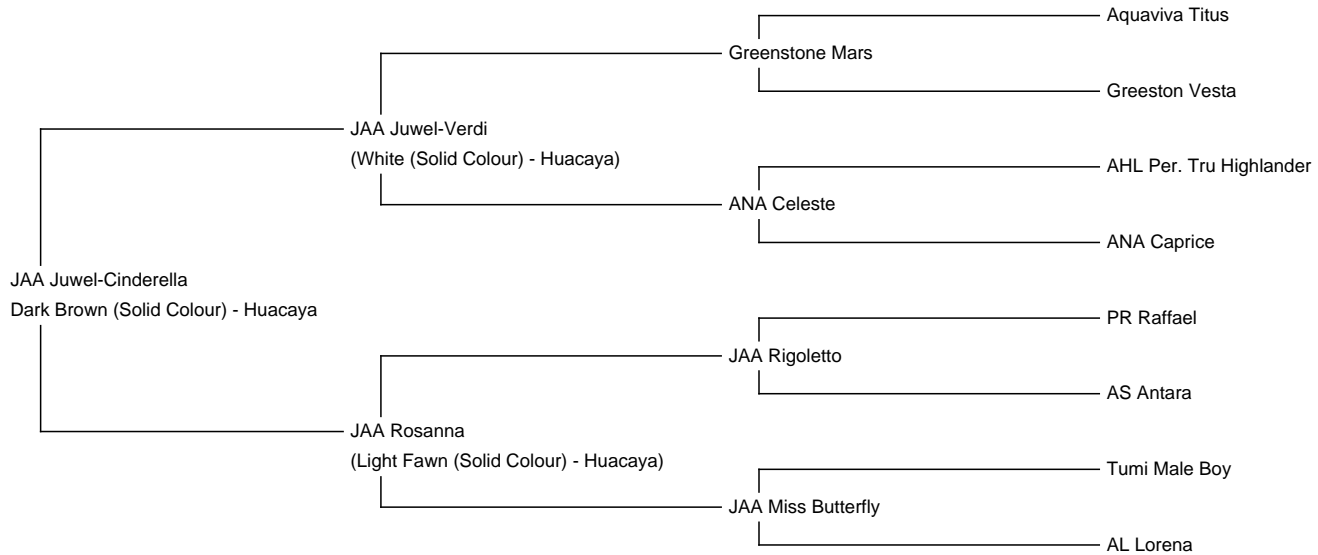 Aquaviva Titus
Greenstone Mars
Greeston Vesta
JAA Juwel-Verdi
(White (Solid Colour) - Huacaya)
AHL Per. Tru Highlander
ANA Celeste
ANA Caprice
JAA Juwel-Cinderella
Dark Brown (Solid Colour) - Huacaya
PR Raffael
JAA Rigoletto
AS Antara
JAA Rosanna
(Light Fawn (Solid Colour) - Huacaya)
Tumi Male Boy
JAA Miss Butterfly
AL Lorena